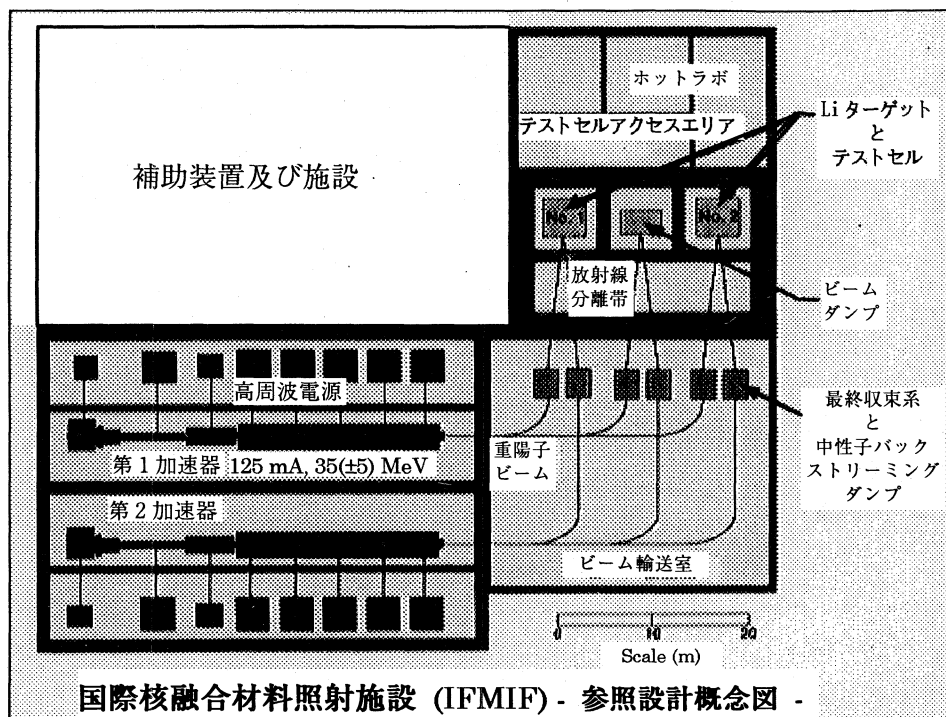 補助装置及び施設
ホットラボ
テストセルアクセスエリア
Liターゲット
と
テストセル
No. 1
No. 2
放射線
分離帯
ビーム
ダンプ
高周波電源
第1加速器 125 mA, 35(±5) MeV
第2加速器
重陽子
ビーム
最終収束系
と
中性子バック
ストリーミング
ダンプ
ビーム輸送室
0 10 20
Scale (m)
国際核融合材料照射施設 (IFMIF) - 参照設計概念図 -